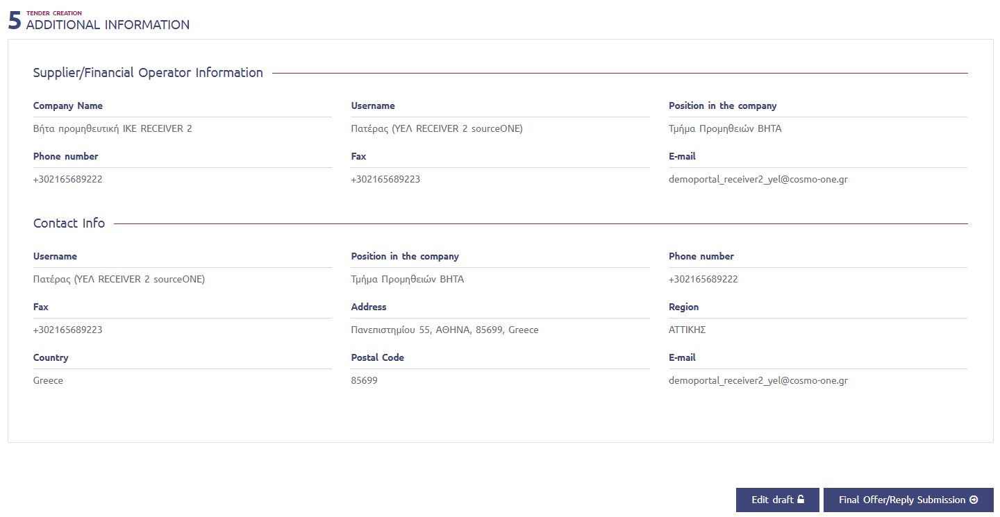 5 TENDER CREATION
ADDITIONAL INFORMATION
Supplier/Financial Operator Information
Company Name Username Position in the company
Βήτα προμηθευτική ΙΚΕ RECEIVER 2 Πατέρας (ΥΕΛ RECEIVER 2 sourceONE) Τμήμα Προμηθειών ΒΗΤΑ
Phone number Fax E-mail
+302165689222 +302165689223 demoportal_receiver2_yel@cosmo-one.gr
Contact Info
Username Position in the company Phone number
Πατέρας (ΥΕΛ RECEIVER 2 sourceONE) Τμήμα Προμηθειών ΒΗΤΑ +302165689222
Fax Address Region
+302165689223 Πανεπιστημίου 55, ΑΘΗΝΑ, 85699, Greece ΑΤΤΙΚΗΣ
Country Postal Code E-mail
Greece 85699 demoportal_receiver2_yel@cosmo-one.gr
Edit draft Final Offer/Reply Submission